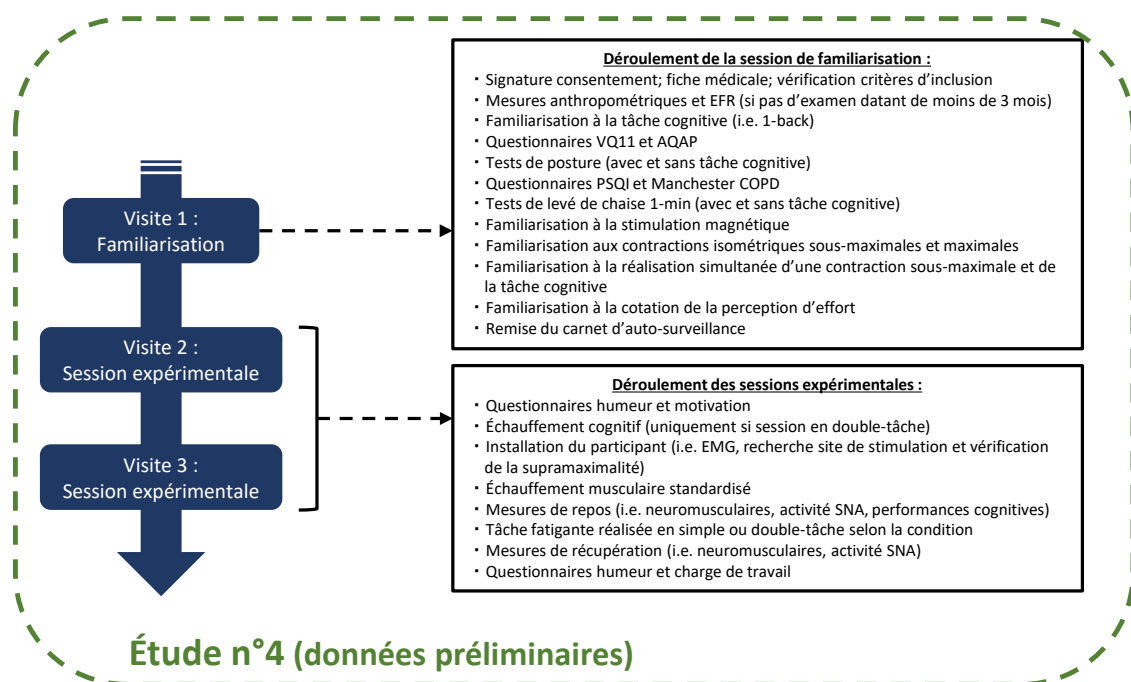 Déroulement de la session de familiarisation :
· Signature consentement; fiche médicale; vérification critères d'inclusion
· Mesures anthropométriques et EFR (si pas d'examen datant de moins de 3 mois)
· Familiarisation à la tâche cognitive (i.e. 1-back)
· Questionnaires VQ11 et AQAP
· Tests de posture (avec et sans tâche cognitive)
· Questionnaires PSQI et Manchester COPD
· Tests de levé de chaise 1-min (avec et sans tâche cognitive)
· Familiarisation à la stimulation magnétique
· Familiarisation aux contractions isométriques sous-maximales et maximales
· Familiarisation à la réalisation simultanée d'une contraction sous-maximale et de
la tâche cognitive
· Familiarisation à la cotation de la perception d'effort
· Remise du carnet d'auto-surveillance
Visite 1 :
Familiarisation
Visite 2 :
Session expérimentale
Visite 3 :
Session expérimentale
Déroulement des sessions expérimentales :
· Questionnaires humeur et motivation
· Échauffement cognitif (uniquement si session en double-tâche)
· Installation du participant (i.e. EMG, recherche site de stimulation et vérification
de la supramaximalité)
· Échauffement musculaire standardisé
· Mesures de repos (i.e. neuromusculaires, activité SNA, performances cognitives)
· Tâche fatigante réalisée en simple ou double-tâche selon la condition
· Mesures de récupération (i.e. neuromusculaires, activité SNA)
· Questionnaires humeur et charge de travail
Étude n°4 (données préliminaires)